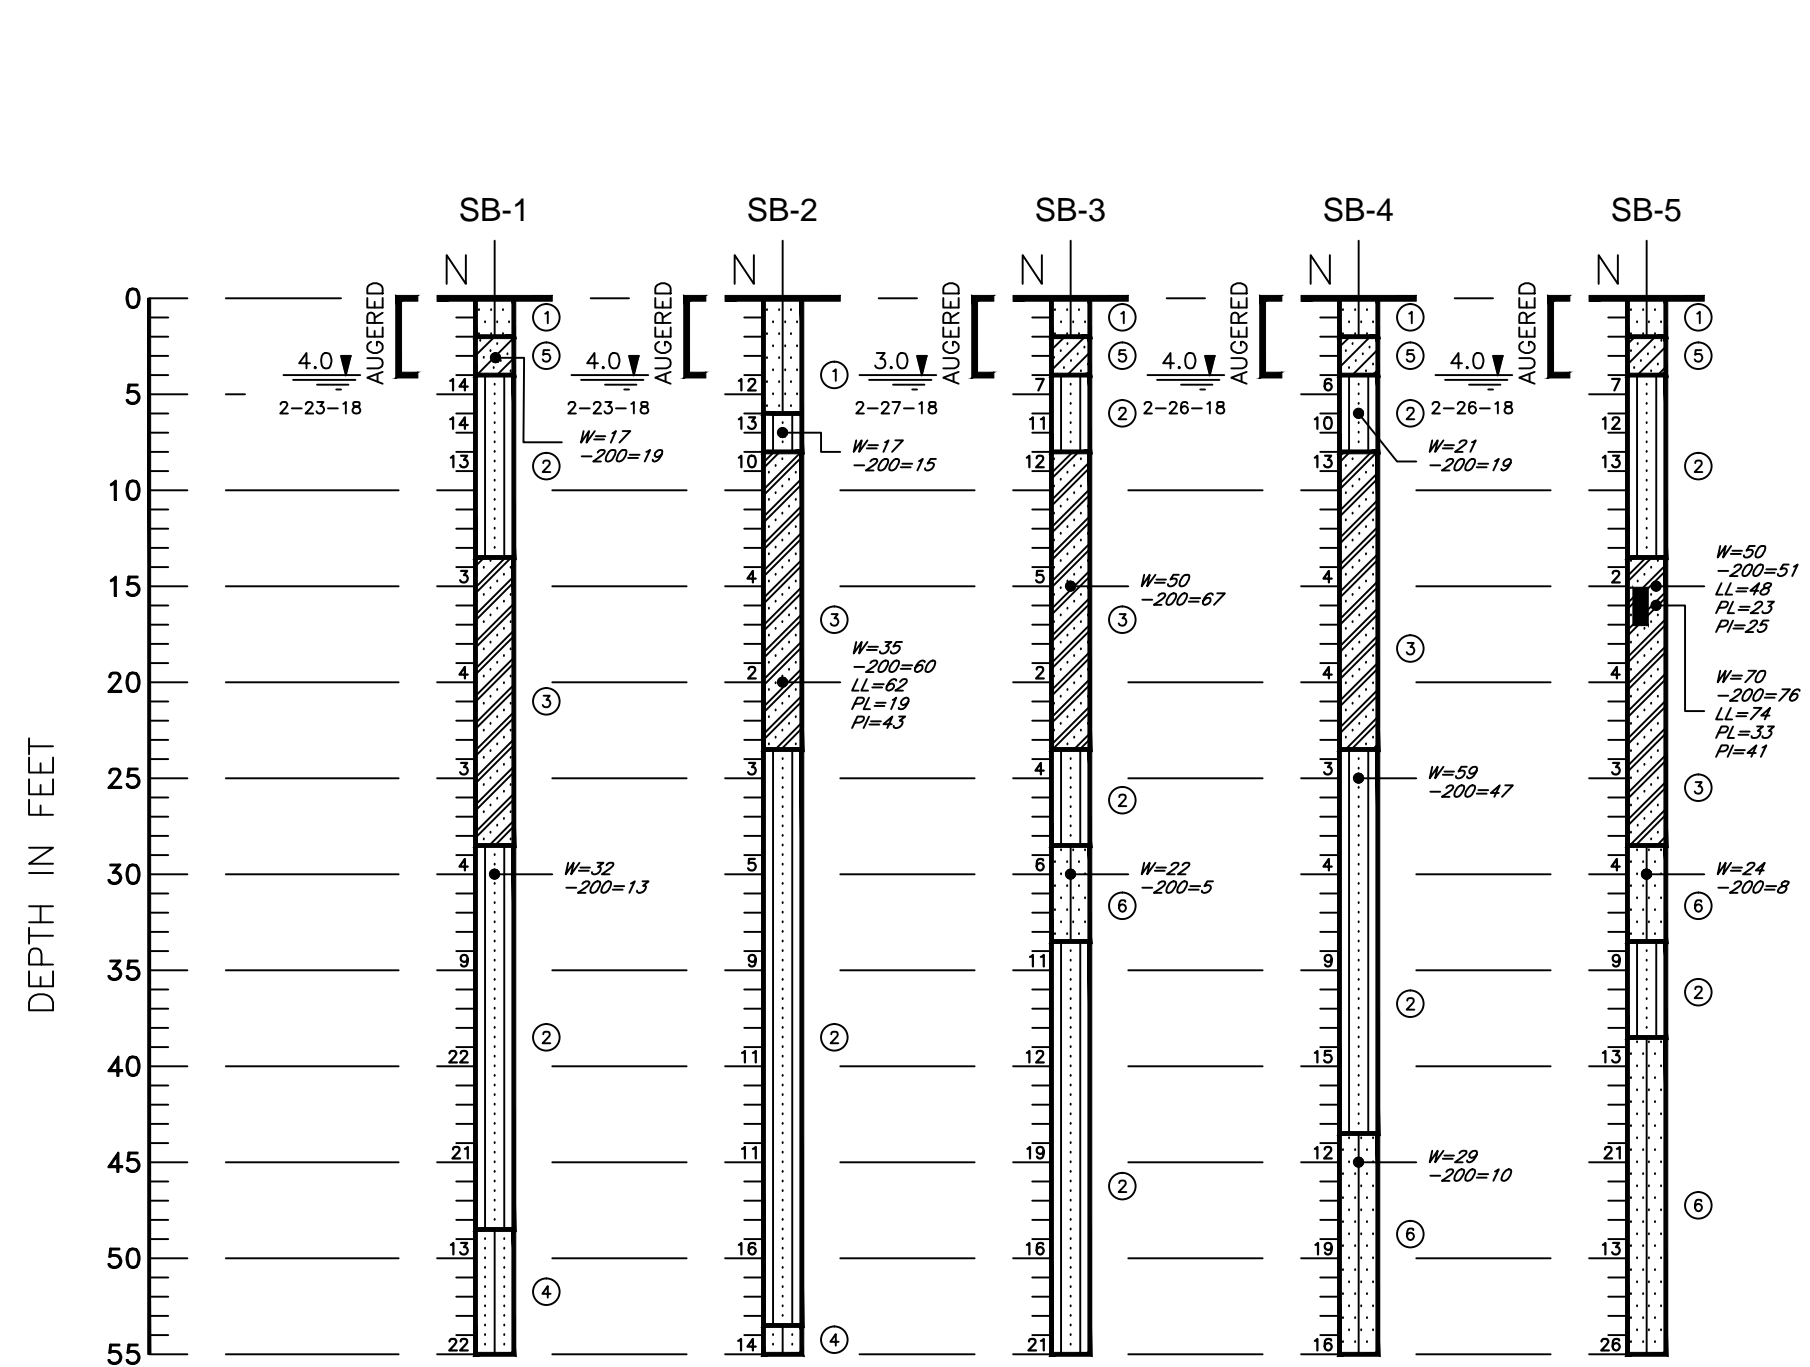 SB-1 SB-2 SB-3 SB-4 SB-5
N N N N N
AUGERED AUGERED AUGERED AUGERED AUGERED
0 1 1 1 1
4.0 5 4.0 3.0 5 4.0 5 4.0 5
1
14 12 7 6 7
5
2-23-18 2-23-18 2-27-18 2 2-26-18 2 2-26-18
14 13 11 10 12
W=17 W=17 W=21
-200=19 -200=15 -200=19
13 10 12 13 13
2 2
10
W=50
-200=51
LL=48
PL=23
PI=25
3 4 5 4 2
15
W=50
-200=67
3 3
3
W=35
-200=60
LL=62
PL=19
PI=43
4 2 2 4 4
20
W=70
-200=76
LL=74
PL=33
PI=41
3
3 3 4 3 3
25
W=59
-200=47
2 3
DEPTH IN FEET
4 5 6 4 4
30
W=32 W=22 W=24
-200=13 -200=5 -200=8
6 6
9 9 11 9 9
35
2 2
2 2
22 11 12 15 13
40
21 11 19 12 21
45
W=29
-200=10
2 6
6
13 16 16 19 13
50
4
4
22 14 21 16 26
55